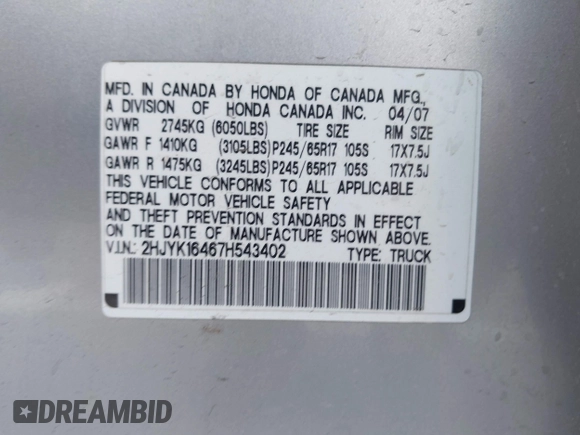 MFD. IN CANADA BY HONDA OF CANADA MFG.,
A DIVISION OF HONDA CANADA INC. 04/07
GVWR 2745KG (6050LBS) TIRE SIZE RIM SIZE
GAWR F 1410KG (3105LBS)P245/65R17 105S 17X7.5J
GAWR R 1475KG (3245LBS)P245/65R17 105S 17X7.5J
THIS VEHICLE CONFORMS TO ALL APPLICABLE
FEDERAL MOTOR VEHICLE SAFETY
AND THEFT PREVENTION STANDARDS IN EFFECT
ON THE DATE OF MANUFACTURE SHOWN ABOVE.
V.I.N.: 2HJYK16467H543402 TYPE: TRUCK
DREAMBID